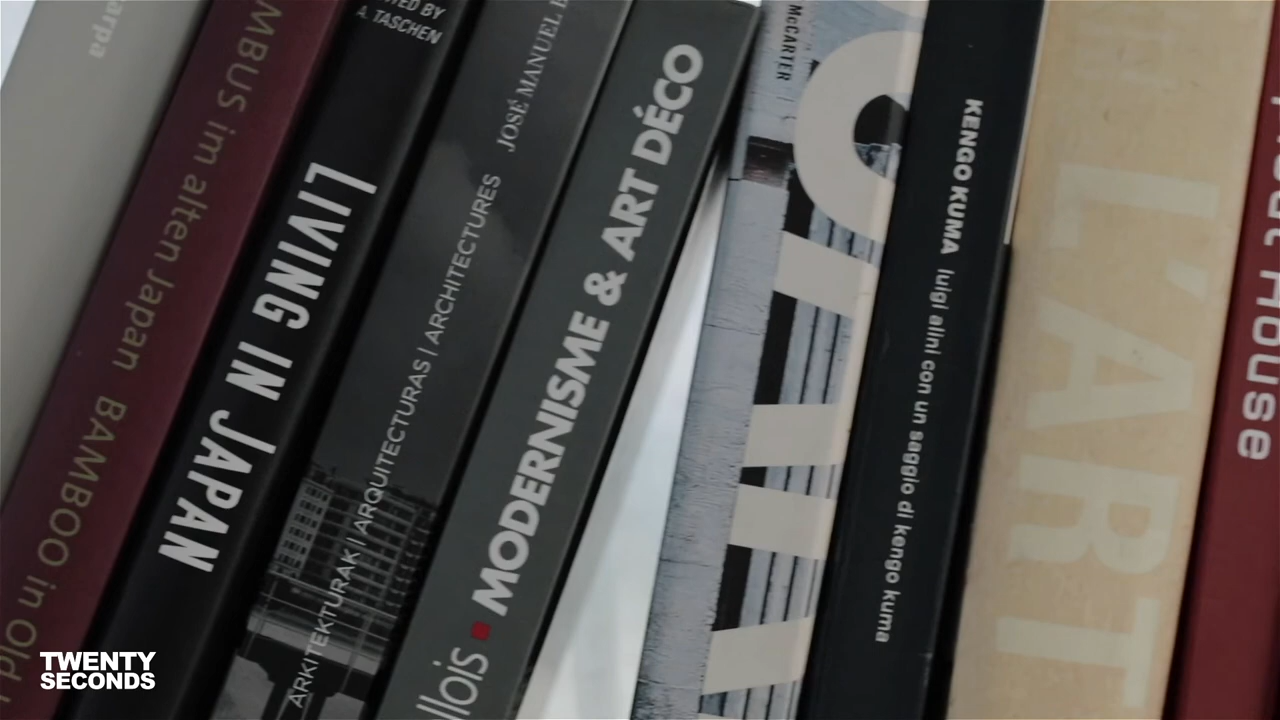 arpa
MBUS im alten Japan BAMBOO in Old
BY
A. TASCHEN
LIVING IN JAPAN
JOSÉ MANUEL
ARKITEKTURAK | ARQUITECTURAS | ARCHITECTURES
llois ▪ MODERNISME & ART DÉCO
McCARTER
KENGO KUMA luigi alini con un saggio di kengo kuma
L'ART
House
TWENTY
SECONDS